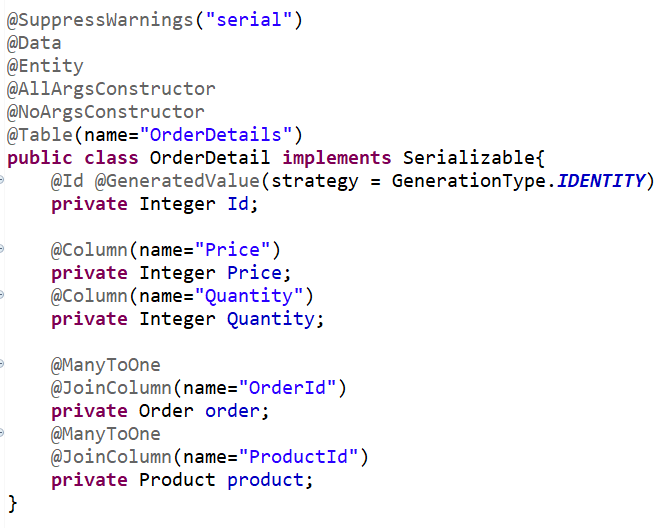 @SuppressWarnings("serial")
@Data
@Entity
@AllArgsConstructor
@NoArgsConstructor
@Table(name="OrderDetails")
public class OrderDetail implements Serializable{
@Id @GeneratedValue(strategy = GenerationType.IDENTITY)
private Integer Id;
@Column(name="Price")
private Integer Price;
@Column(name="Quantity")
private Integer Quantity;
@ManyToOne
@JoinColumn(name="OrderId")
private Order order;
@ManyToOne
@JoinColumn(name="ProductId")
private Product product;
}